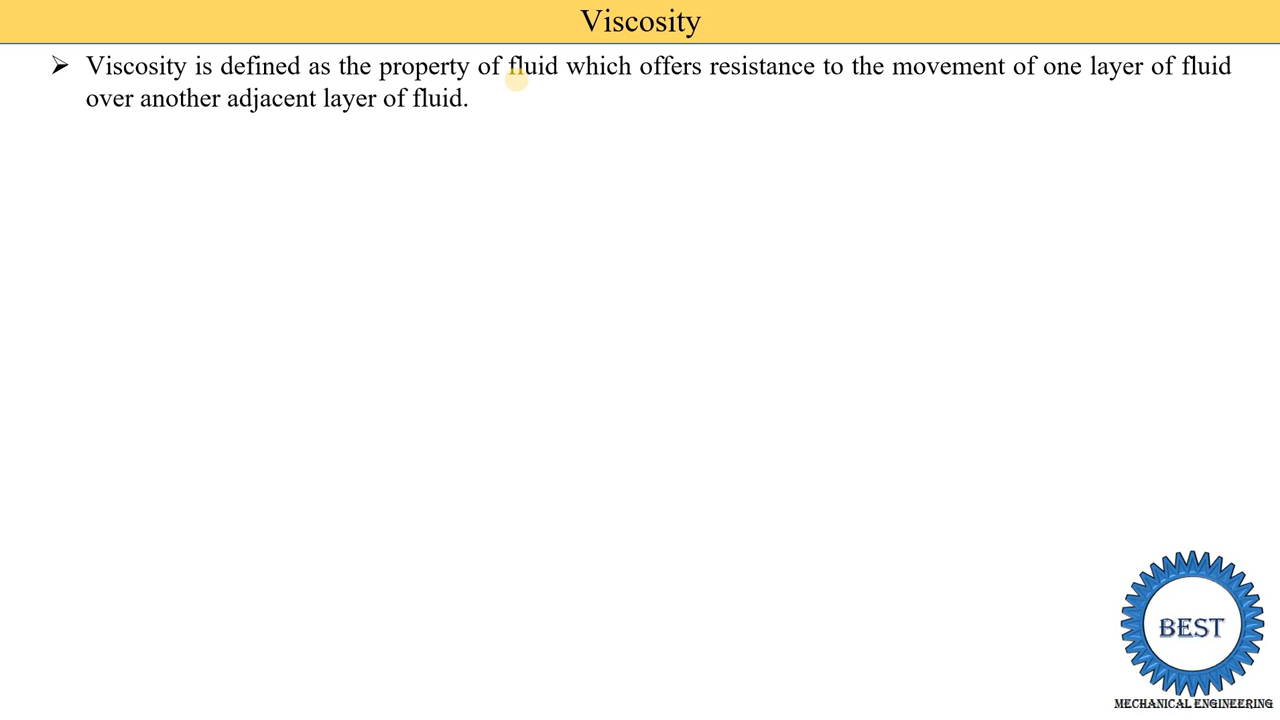 Viscosity
➤ Viscosity is defined as the property of fluid which offers resistance to the movement of one layer of fluid
over another adjacent layer of fluid.
BEST
MECHANICAL ENGINEERING